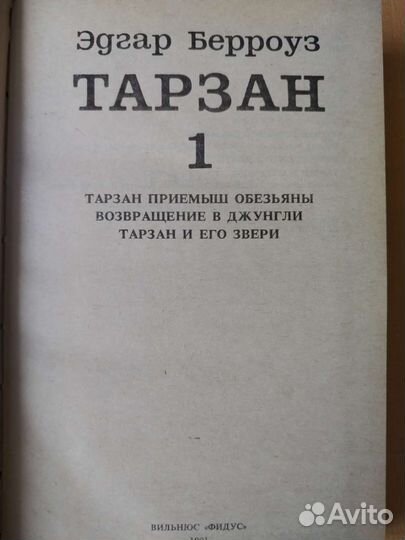 Эдгар Берроуз
ТАРЗАН
1
ТАРЗАН ПРИЕМЫШ ОБЕЗЬЯНЫ
ВОЗВРАЩЕНИЕ В ДЖУНГЛИ
ТАРЗАН И ЕГО ЗВЕРИ
ВИЛЬНЮС «ФИДУС»
Avito